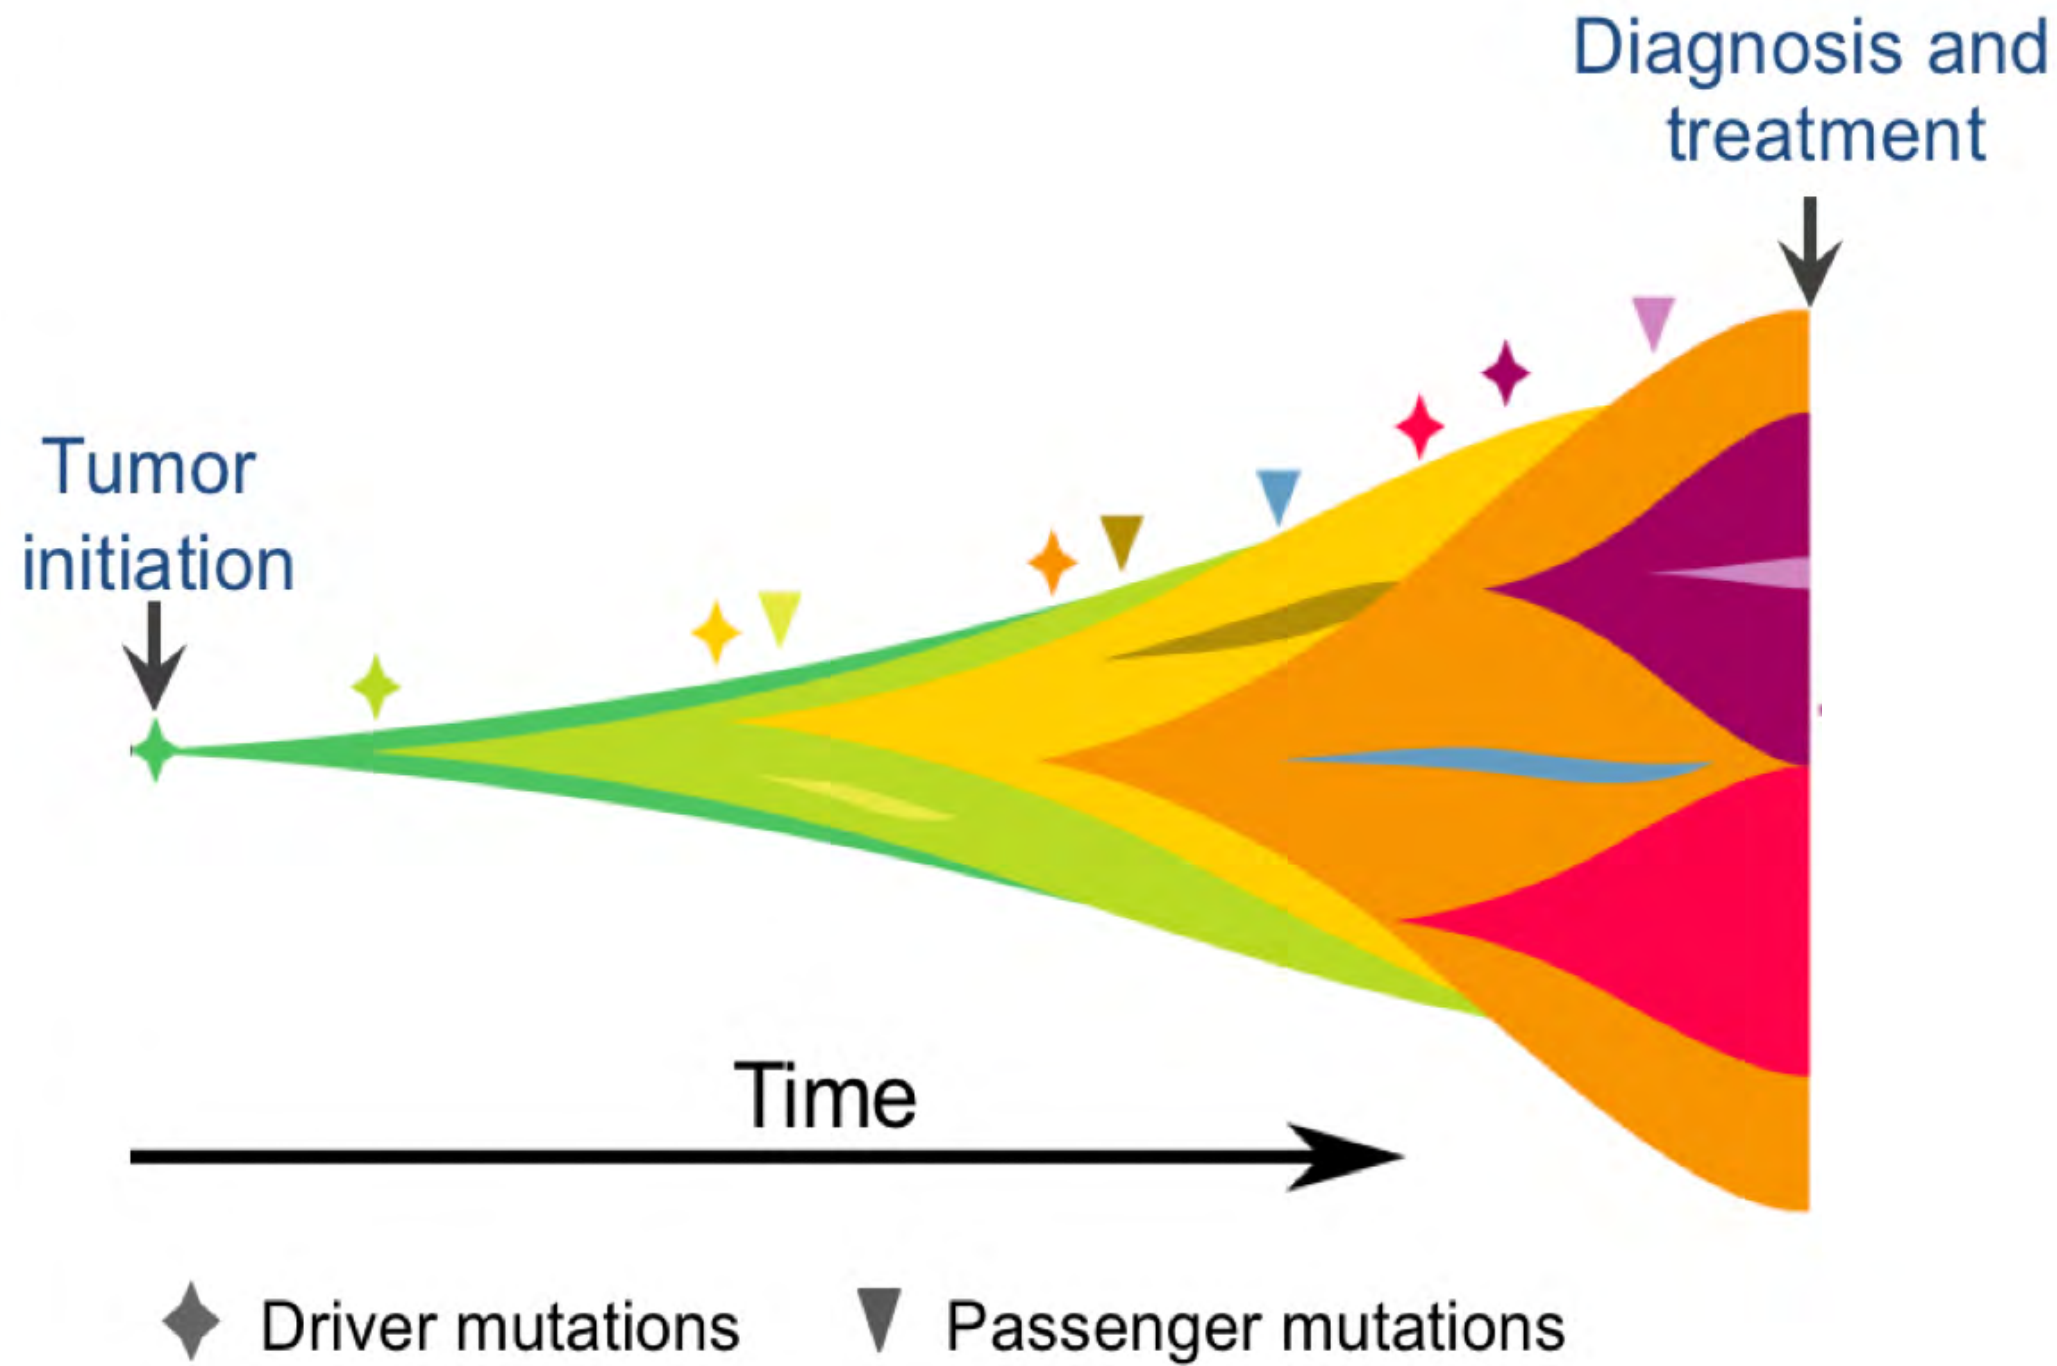 Diagnosis and
treatment
Tumor
initiation
Time
Driver mutations
Passenger mutations